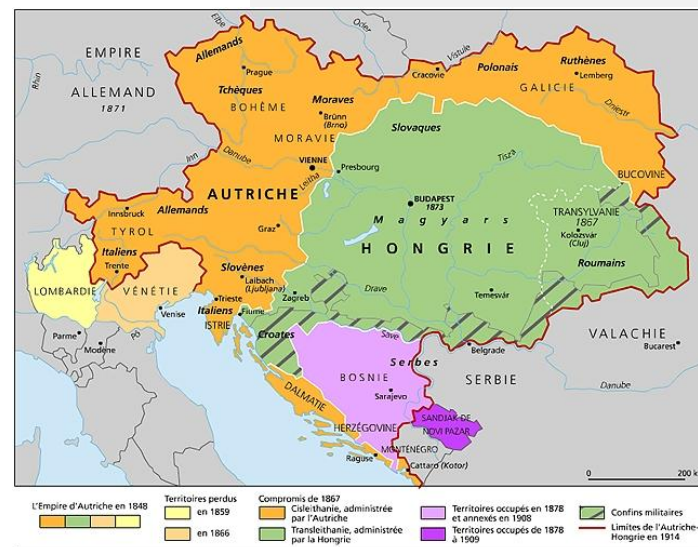 Elbe
Oder
EMPIRE
ALLEMAND
1871
Rhin
Allemands
Prague
Tchèques
BOHÊME
Moraves
Brünn
(Brno)
MORAVIE
Vistule
Cracovie
Polonais
Ruthènes
Lemberg
GALICIE
Dniestr
Slovaques
Inn
Danube
VIENNE
Leitha
Presbourg
Tisza
BUCOVINE
AUTRICHE
BUDAPEST
1873
Innsbruck
Allemands
TYROL
Graz
Magyars
HONGRIE
TRANSYLVANIE
1867
Kolozsvár
(Cluj)
Roumains
Italiens
Trente
Slovènes
Laibach
(Ljubljana)
LOMBARDIE
VÉNÉTIE
Trieste
Italiens
Venise
ISTRIE
Fiume
Zagreb
Drave
Temesvár
Parme
Pô
Modène
Croates
Save
Serbes
Belgrade
VALACHIE
Bucarest
BOSNIE
Sarajevo
SERBIE
Danube
DALMATIE
HERZÉGOVINE
SANDJAK DE
NOVI PAZAR
MONTÉNÉGRO
Raguse
Cattaro (Kotor)
0
200 k
L'Empire d'Autriche en 1848
Territoires perdus
en 1859
en 1866
Compromis de 1867
Cisleithanie, administrée
par l'Autriche
Transleithanie, administrée
par la Hongrie
Territoires occupés en 1878
et annexés en 1908
Territoires occupés de 1878
à 1909
Confins militaires
Limites de l'Autriche-
Hongrie en 1914